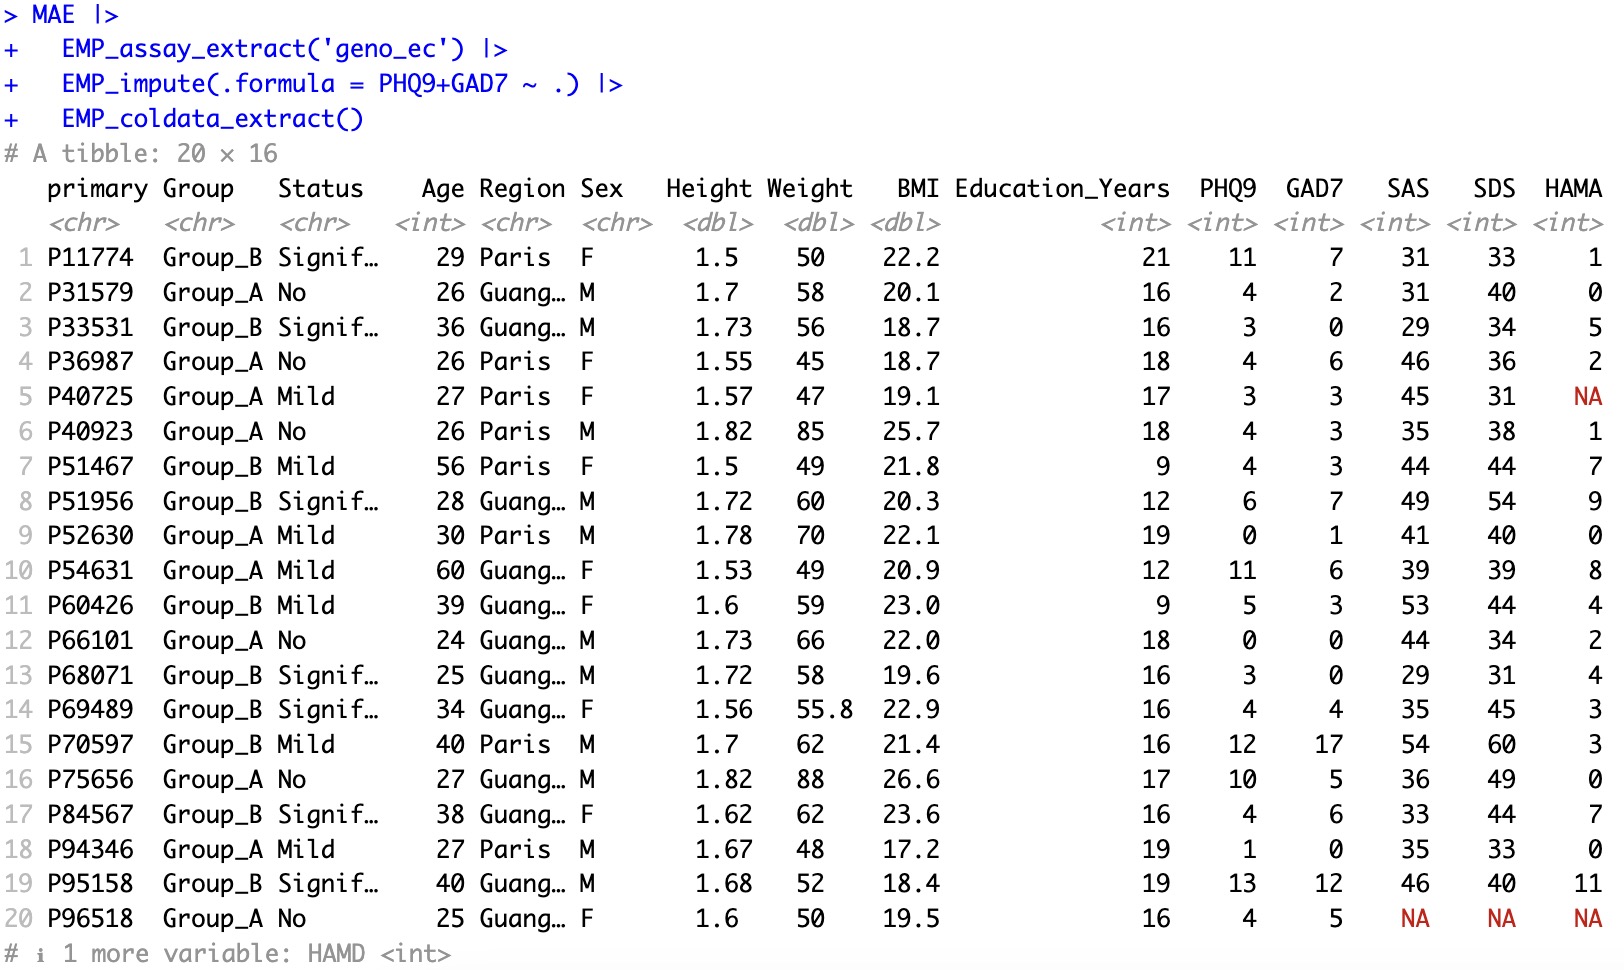 > MAE |>
+   EMP_assay_extract('geno_ec') |>
+   EMP_impute(.formula = PHQ9+GAD7 ~ .) |>
+   EMP_coldata_extract()
# A tibble: 20 × 16
primary Group Status Age Region Sex Height Weight BMI Education_Years PHQ9 GAD7 SAS SDS HAMA
<chr> <chr> <chr> <int> <chr> <chr> <dbl> <dbl> <dbl> <int> <int> <int> <int> <int> <int>
1 P11774 Group_B Signif… 29 Paris F 1.5 50 22.2 21 11 7 31 33 1
2 P31579 Group_A No 26 Guang… M 1.7 58 20.1 16 4 2 31 40 0
3 P33531 Group_B Signif… 36 Guang… M 1.73 56 18.7 16 3 0 29 34 5
4 P36987 Group_A No 26 Paris F 1.55 45 18.7 18 4 6 46 36 2
5 P40725 Group_A Mild 27 Paris F 1.57 47 19.1 17 3 3 45 31 NA
6 P40923 Group_A No 26 Paris M 1.82 85 25.7 18 4 3 35 38 1
7 P51467 Group_B Mild 56 Paris F 1.5 49 21.8 9 4 3 44 44 7
8 P51956 Group_B Signif… 28 Guang… M 1.72 60 20.3 12 6 7 49 54 9
9 P52630 Group_A Mild 30 Paris M 1.78 70 22.1 19 0 1 41 40 0
10 P54631 Group_A Mild 60 Guang… F 1.53 49 20.9 12 11 6 39 39 8
11 P60426 Group_B Mild 39 Guang… F 1.6 59 23.0 9 5 3 53 44 4
12 P66101 Group_A No 24 Guang… M 1.73 66 22.0 18 0 0 44 34 2
13 P68071 Group_B Signif… 25 Guang… M 1.72 58 19.6 16 3 0 29 31 4
14 P69489 Group_B Signif… 34 Guang… F 1.56 55.8 22.9 16 4 4 35 45 3
15 P70597 Group_B Mild 40 Paris M 1.7 62 21.4 16 12 17 54 60 3
16 P75656 Group_A No 27 Guang… M 1.82 88 26.6 17 10 5 36 49 0
17 P84567 Group_B Signif… 38 Guang… F 1.62 62 23.6 16 4 6 33 44 7
18 P94346 Group_A Mild 27 Paris M 1.67 48 17.2 19 1 0 35 33 0
19 P95158 Group_B Signif… 40 Guang… M 1.68 52 18.4 19 13 12 46 40 11
20 P96518 Group_A No 25 Guang… F 1.6 50 19.5 16 4 5 NA NA NA
# ℹ 1 more variable: HAMD <int>